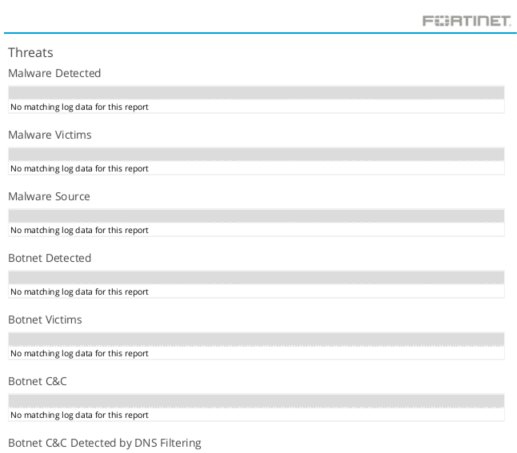 FORTINET
Threats
Malware Detected
No matching log data for this report
Malware Victims
No matching log data for this report
Malware Source
No matching log data for this report
Botnet Detected
No matching log data for this report
Botnet Victims
No matching log data for this report
Botnet C&C
No matching log data for this report
Botnet C&C Detected by DNS Filtering